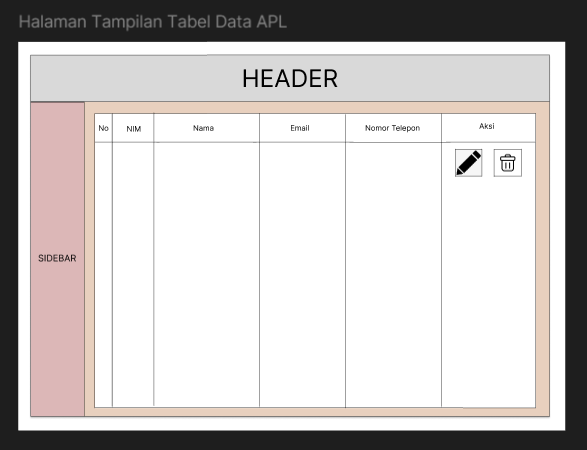 Halaman Tampilan Tabel Data APL
HEADER
SIDEBAR
No NIM Nama Email Nomor Telepon Aksi